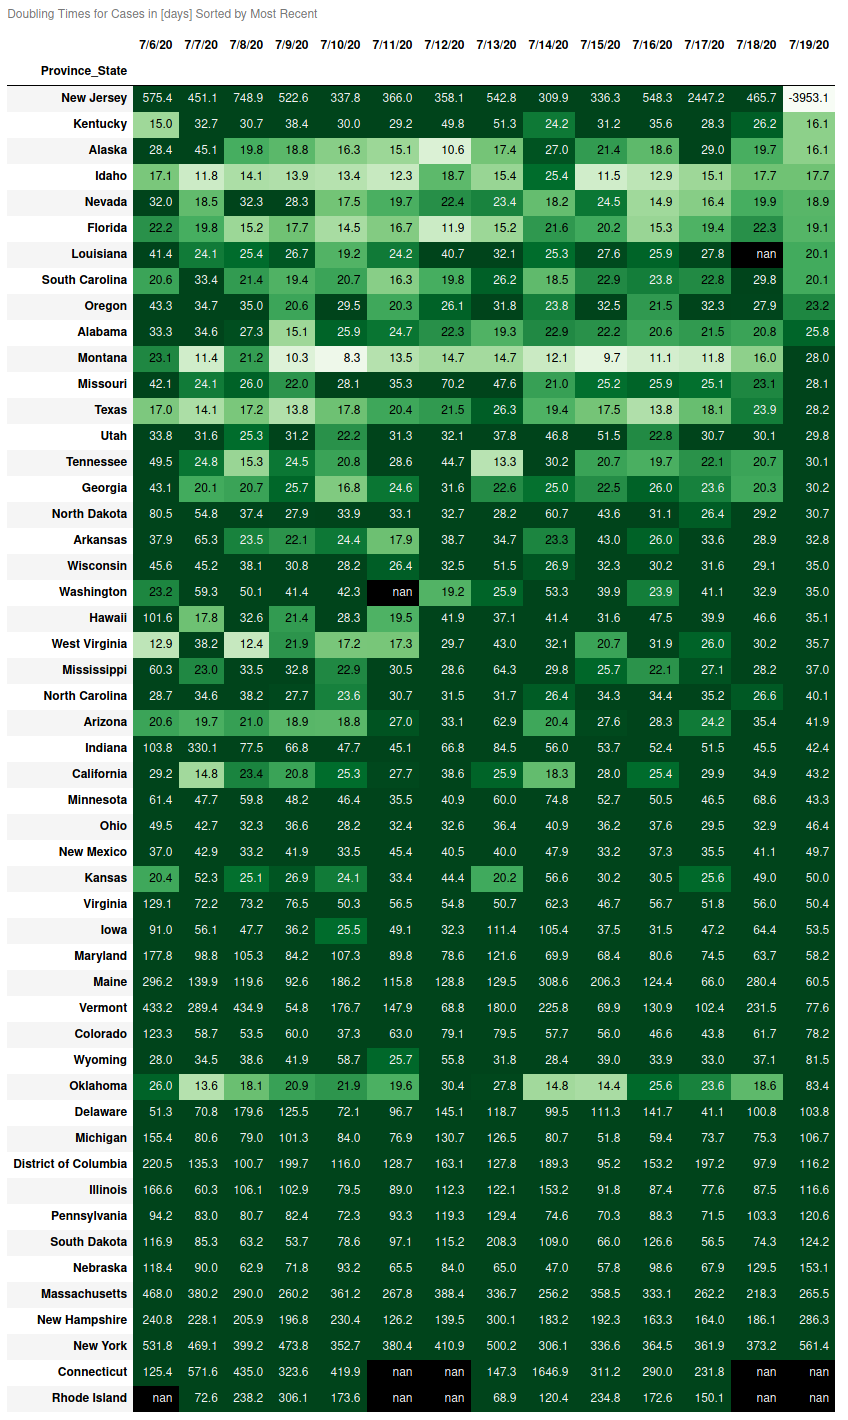 Doubling Times for Cases in [days] Sorted by Most Recent
7/6/20 7/7/20 7/8/20 7/9/20 7/10/20 7/11/20 7/12/20 7/13/20 7/14/20 7/15/20 7/16/20 7/17/20 7/18/20 7/19/20
Province_State
New Jersey 575.4 451.1 748.9 522.6 337.8 366.0 358.1 542.8 309.9 336.3 548.3 2447.2 465.7 -3953.1
Kentucky 15.0 32.7 30.7 38.4 30.0 29.2 49.8 51.3 24.2 31.2 35.6 28.3 26.2 16.1
Alaska 28.4 45.1 19.8 18.8 16.3 15.1 10.6 17.4 27.0 21.4 18.6 29.0 19.7 16.1
Idaho 17.1 11.8 14.1 13.9 13.4 12.3 18.7 15.4 25.4 11.5 12.9 15.1 17.7 17.7
Nevada 32.0 18.5 32.3 28.3 17.5 19.7 22.4 23.4 18.2 24.5 14.9 16.4 19.9 18.9
Florida 22.2 19.8 15.2 17.7 14.5 16.7 11.9 15.2 21.6 20.2 15.3 19.4 22.3 19.1
Louisiana 41.4 24.1 25.4 26.7 19.2 24.2 40.7 32.1 25.3 27.6 25.9 27.8 nan 20.1
South Carolina 20.6 33.4 21.4 19.4 20.7 16.3 19.8 26.2 18.5 22.9 23.8 22.8 29.8 20.1
Oregon 43.3 34.7 35.0 20.6 29.5 20.3 26.1 31.8 23.8 32.5 21.5 32.3 27.9 23.2
Alabama 33.3 34.6 27.3 15.1 25.9 24.7 22.3 19.3 22.9 22.2 20.6 21.5 20.8 25.8
Montana 23.1 11.4 21.2 10.3 8.3 13.5 14.7 14.7 12.1 9.7 11.1 11.8 16.0 28.0
Missouri 42.1 24.1 26.0 22.0 28.1 35.3 70.2 47.6 21.0 25.2 25.9 25.1 23.1 28.1
Texas 17.0 14.1 17.2 13.8 17.8 20.4 21.5 26.3 19.4 17.5 13.8 18.1 23.9 28.2
Utah 33.8 31.6 25.3 31.2 22.2 31.3 32.1 37.8 46.8 51.5 22.8 30.7 30.1 29.8
Tennessee 49.5 24.8 15.3 24.5 20.8 28.6 44.7 13.3 30.2 20.7 19.7 22.1 20.7 30.1
Georgia 43.1 20.1 20.7 25.7 16.8 24.6 31.6 22.6 25.0 22.5 26.0 23.6 20.3 30.2
North Dakota 80.5 54.8 37.4 27.9 33.9 33.1 32.7 28.2 60.7 43.6 31.1 26.4 29.2 30.7
Arkansas 37.9 65.3 23.5 22.1 24.4 17.9 38.7 34.7 23.3 43.0 26.0 33.6 28.9 32.8
Wisconsin 45.6 45.2 38.1 30.8 28.2 26.4 32.5 51.5 26.9 32.3 30.2 31.6 29.1 35.0
Washington 23.2 59.3 50.1 41.4 42.3 nan 19.2 25.9 53.3 39.9 23.9 41.1 32.9 35.0
Hawaii 101.6 17.8 32.6 21.4 28.3 19.5 41.9 37.1 41.4 31.6 47.5 39.9 46.6 35.1
West Virginia 12.9 38.2 12.4 21.9 17.2 17.3 29.7 43.0 32.1 20.7 31.9 26.0 30.2 35.7
Mississippi 60.3 23.0 33.5 32.8 22.9 30.5 28.6 64.3 29.8 25.7 22.1 27.1 28.2 37.0
North Carolina 28.7 34.6 38.2 27.7 23.6 30.7 31.5 31.7 26.4 34.3 34.4 35.2 26.6 40.1
Arizona 20.6 19.7 21.0 18.9 18.8 27.0 33.1 62.9 20.4 27.6 28.3 24.2 35.4 41.9
Indiana 103.8 330.1 77.5 66.8 47.7 45.1 66.8 84.5 56.0 53.7 52.4 51.5 45.5 42.4
California 29.2 14.8 23.4 20.8 25.3 27.7 38.6 25.9 18.3 28.0 25.4 29.9 34.9 43.2
Minnesota 61.4 47.7 59.8 48.2 46.4 35.5 40.9 60.0 74.8 52.7 50.5 46.5 68.6 43.3
Ohio 49.5 42.7 32.3 36.6 28.2 32.4 32.6 36.4 40.9 36.2 37.6 29.5 32.9 46.4
New Mexico 37.0 42.9 33.2 41.9 33.5 45.4 40.5 40.0 47.9 33.2 37.3 35.5 41.1 49.7
Kansas 20.4 52.3 25.1 26.9 24.1 33.4 44.4 20.2 56.6 30.2 30.5 25.6 49.0 50.0
Virginia 129.1 72.2 73.2 76.5 50.3 56.5 54.8 50.7 62.3 46.7 56.7 51.8 56.0 50.4
Iowa 91.0 56.1 47.7 36.2 25.5 49.1 32.3 111.4 105.4 37.5 31.5 47.2 64.4 53.5
Maryland 177.8 98.8 105.3 84.2 107.3 89.8 78.6 121.6 69.9 68.4 80.6 74.5 63.7 58.2
Maine 296.2 139.9 119.6 92.6 186.2 115.8 128.8 129.5 308.6 206.3 124.4 66.0 280.4 60.5
Vermont 433.2 289.4 434.9 54.8 176.7 147.9 68.8 180.0 225.8 69.9 130.9 102.4 231.5 77.6
Colorado 123.3 58.7 53.5 60.0 37.3 63.0 79.1 79.5 57.7 56.0 46.6 43.8 61.7 78.2
Wyoming 28.0 34.5 38.6 41.9 58.7 25.7 55.8 31.8 28.4 39.0 33.9 33.0 37.1 81.5
Oklahoma 26.0 13.6 18.1 20.9 21.9 19.6 30.4 27.8 14.8 14.4 25.6 23.6 18.6 83.4
Delaware 51.3 70.8 179.6 125.5 72.1 96.7 145.1 118.7 99.5 111.3 141.7 41.1 100.8 103.8
Michigan 155.4 80.6 79.0 101.3 84.0 76.9 130.7 126.5 80.7 51.8 59.4 73.7 75.3 106.7
District of Columbia 220.5 135.3 100.7 199.7 116.0 128.7 163.1 127.8 189.3 95.2 153.2 197.2 97.9 116.2
Illinois 166.6 60.3 106.1 102.9 79.5 89.0 112.3 122.1 153.2 91.8 87.4 77.6 87.5 116.6
Pennsylvania 94.2 83.0 80.7 82.4 72.3 93.3 119.3 129.4 74.6 70.3 88.3 71.5 103.3 120.6
South Dakota 116.9 85.3 63.2 53.7 78.6 97.1 115.2 208.3 109.0 66.0 126.6 56.5 74.3 124.2
Nebraska 118.4 90.0 62.9 71.8 93.2 65.5 84.0 65.0 47.0 57.8 98.6 67.9 129.5 153.1
Massachusetts 468.0 380.2 290.0 260.2 361.2 267.8 388.4 336.7 256.2 358.5 333.1 262.2 218.3 265.5
New Hampshire 240.8 228.1 205.9 196.8 230.4 126.2 139.5 300.1 183.2 192.3 163.3 164.0 186.1 286.3
New York 531.8 469.1 399.2 473.8 352.7 380.4 410.9 500.2 306.1 336.6 364.5 361.9 373.2 561.4
Connecticut 125.4 571.6 435.0 323.6 419.9 nan nan 147.3 1646.9 311.2 290.0 231.8 nan nan
Rhode Island nan 72.6 238.2 306.1 173.6 nan nan 68.9 120.4 234.8 172.6 150.1 nan nan